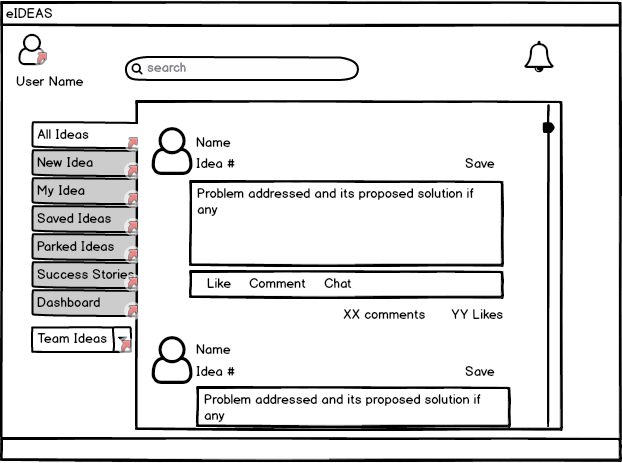 eIDEAS
User Name
search
All Ideas
New Idea
My Idea
Saved Ideas
Parked Ideas
Success Stories
Dashboard
Team Ideas
Name
Idea #
Save
Problem addressed and its proposed solution if
any
Like Comment Chat
XX comments YY Likes
Name
Idea #
Save
Problem addressed and its proposed solution if
any